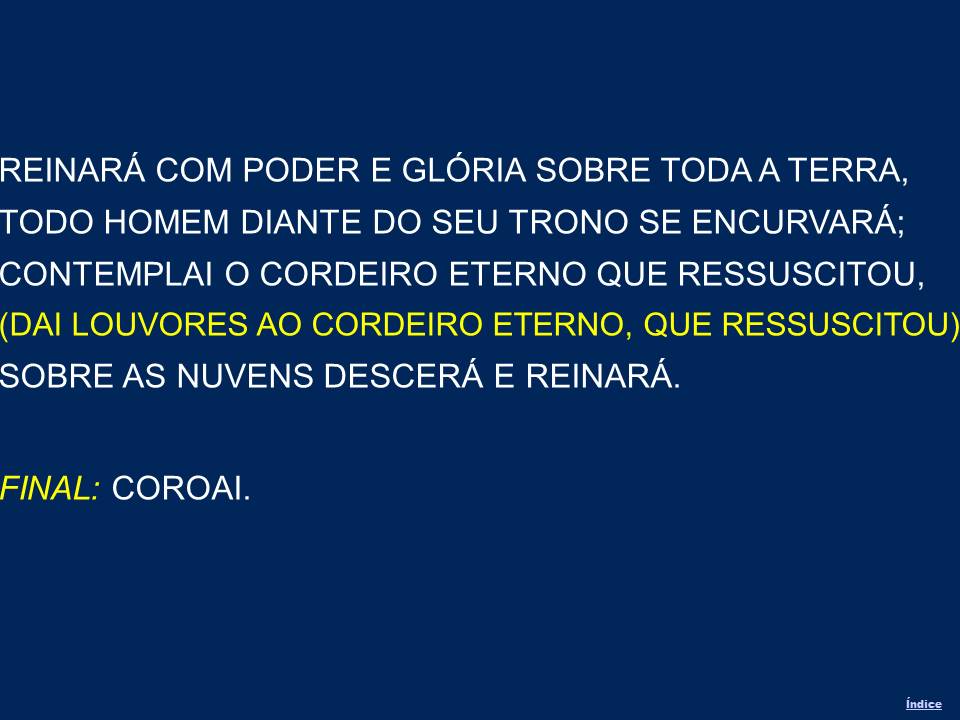 REINARÁ COM PODER E GLÓRIA SOBRE TODA A TERRA,
TODO HOMEM DIANTE DO SEU TRONO SE ENCURVARÁ;
CONTEMPLAI O CORDEIRO ETERNO QUE RESSUSCITOU,
(DAI LOUVORES AO CORDEIRO ETERNO, QUE RESSUSCITOU)
SOBRE AS NUVENS DESCERÁ E REINARÁ.
FINAL: COROAI.
Índice